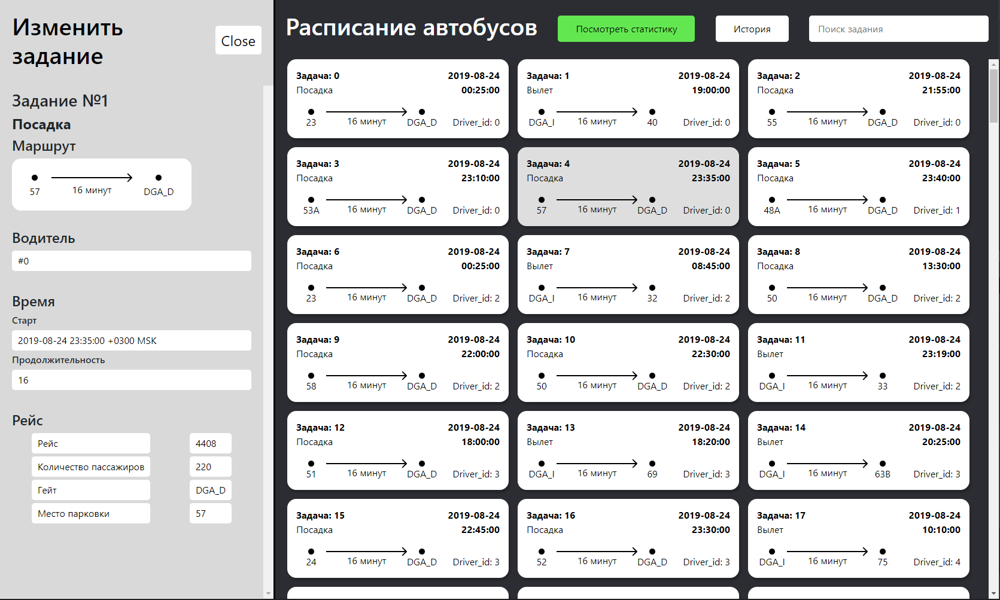 Изменить
задание
Close
Задание №1
Посадка
Маршрут
57
16 минут
DGA_D
Водитель
#0
Время
Старт
2019-08-24 23:35:00 +0300 MSK
Продолжительность
16
Рейс
Рейс 4408
Количество пассажиров 220
Гейт DGA_D
Место парковки 57
Расписание автобусов
Посмотреть статистику
История
Поиск задания
Задача: 0 2019-08-24
Посадка 00:25:00
23 16 минут DGA_D Driver_id: 0
Задача: 1 2019-08-24
Вылет 19:00:00
DGA_I 16 минут 40 Driver_id: 0
Задача: 2 2019-08-24
Посадка 21:55:00
55 16 минут DGA_D Driver_id: 0
Задача: 3 2019-08-24
Посадка 23:10:00
53A 16 минут DGA_D Driver_id: 0
Задача: 4 2019-08-24
Посадка 23:35:00
57 16 минут DGA_D Driver_id: 0
Задача: 5 2019-08-24
Посадка 23:40:00
48A 16 минут DGA_D Driver_id: 1
Задача: 6 2019-08-24
Посадка 00:25:00
23 16 минут DGA_D Driver_id: 2
Задача: 7 2019-08-24
Вылет 08:45:00
DGA_I 16 минут 32 Driver_id: 2
Задача: 8 2019-08-24
Посадка 13:30:00
50 16 минут DGA_D Driver_id: 2
Задача: 9 2019-08-24
Посадка 22:00:00
58 16 минут DGA_D Driver_id: 2
Задача: 10 2019-08-24
Посадка 22:30:00
50 16 минут DGA_D Driver_id: 2
Задача: 11 2019-08-24
Вылет 23:19:00
DGA_I 16 минут 33 Driver_id: 2
Задача: 12 2019-08-24
Посадка 18:00:00
51 16 минут DGA_D Driver_id: 3
Задача: 13 2019-08-24
Вылет 18:20:00
DGA_I 16 минут 69 Driver_id: 3
Задача: 14 2019-08-24
Вылет 20:25:00
DGA_I 16 минут 63B Driver_id: 3
Задача: 15 2019-08-24
Посадка 22:45:00
24 16 минут DGA_D Driver_id: 3
Задача: 16 2019-08-24
Посадка 23:30:00
52 16 минут DGA_D Driver_id: 3
Задача: 17 2019-08-24
Вылет 10:10:00
DGA_I 16 минут 75 Driver_id: 4